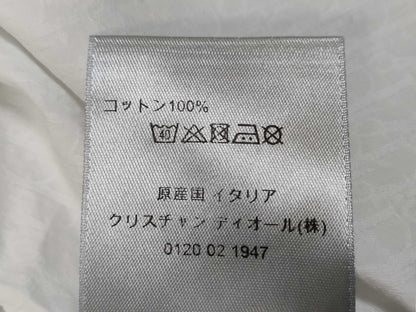 コットン100%
40
原産国 イタリア
クリスチャン ディオール(株)
0120 02 1947